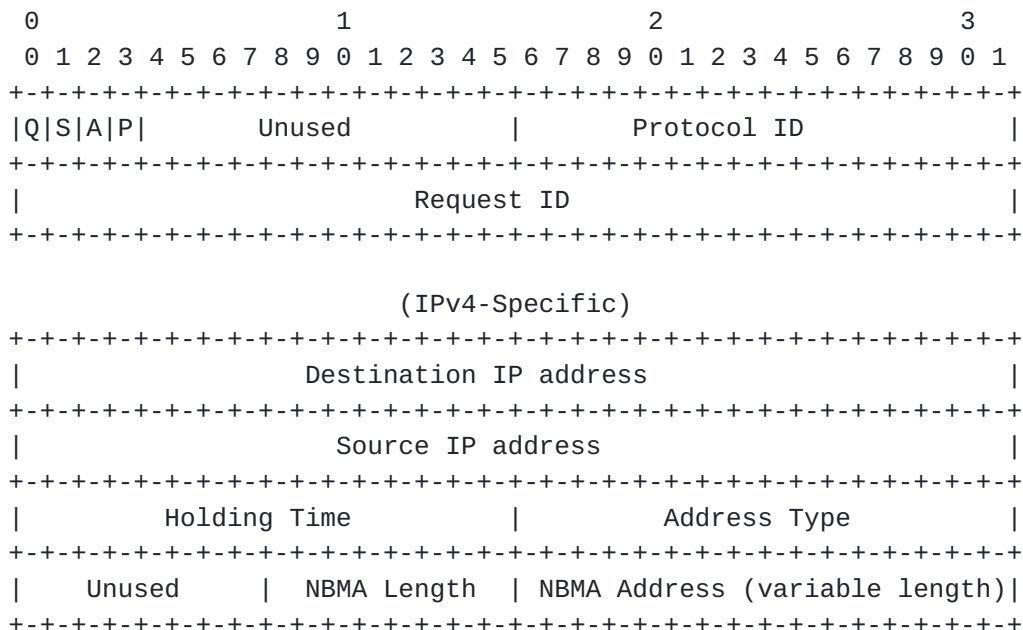 0                   1                   2                   3
 0 1 2 3 4 5 6 7 8 9 0 1 2 3 4 5 6 7 8 9 0 1 2 3 4 5 6 7 8 9 0 1
+-+-+-+-+-+-+-+-+-+-+-+-+-+-+-+-+-+-+-+-+-+-+-+-+-+-+-+-+-+-+-+-+
|Q|S|A|P|       Unused          |       Protocol ID             |
+-+-+-+-+-+-+-+-+-+-+-+-+-+-+-+-+-+-+-+-+-+-+-+-+-+-+-+-+-+-+-+-+
|                         Request ID                            |
+-+-+-+-+-+-+-+-+-+-+-+-+-+-+-+-+-+-+-+-+-+-+-+-+-+-+-+-+-+-+-+-+
                         (IPv4-Specific)
+-+-+-+-+-+-+-+-+-+-+-+-+-+-+-+-+-+-+-+-+-+-+-+-+-+-+-+-+-+-+-+-+
|                  Destination IP address                       |
+-+-+-+-+-+-+-+-+-+-+-+-+-+-+-+-+-+-+-+-+-+-+-+-+-+-+-+-+-+-+-+-+
|                    Source IP address                          |
+-+-+-+-+-+-+-+-+-+-+-+-+-+-+-+-+-+-+-+-+-+-+-+-+-+-+-+-+-+-+-+-+
|         Holding Time          |         Address Type          |
+-+-+-+-+-+-+-+-+-+-+-+-+-+-+-+-+-+-+-+-+-+-+-+-+-+-+-+-+-+-+-+-+
|    Unused     |  NBMA Length  | NBMA Address (variable length)|
+-+-+-+-+-+-+-+-+-+-+-+-+-+-+-+-+-+-+-+-+-+-+-+-+-+-+-+-+-+-+-+-+